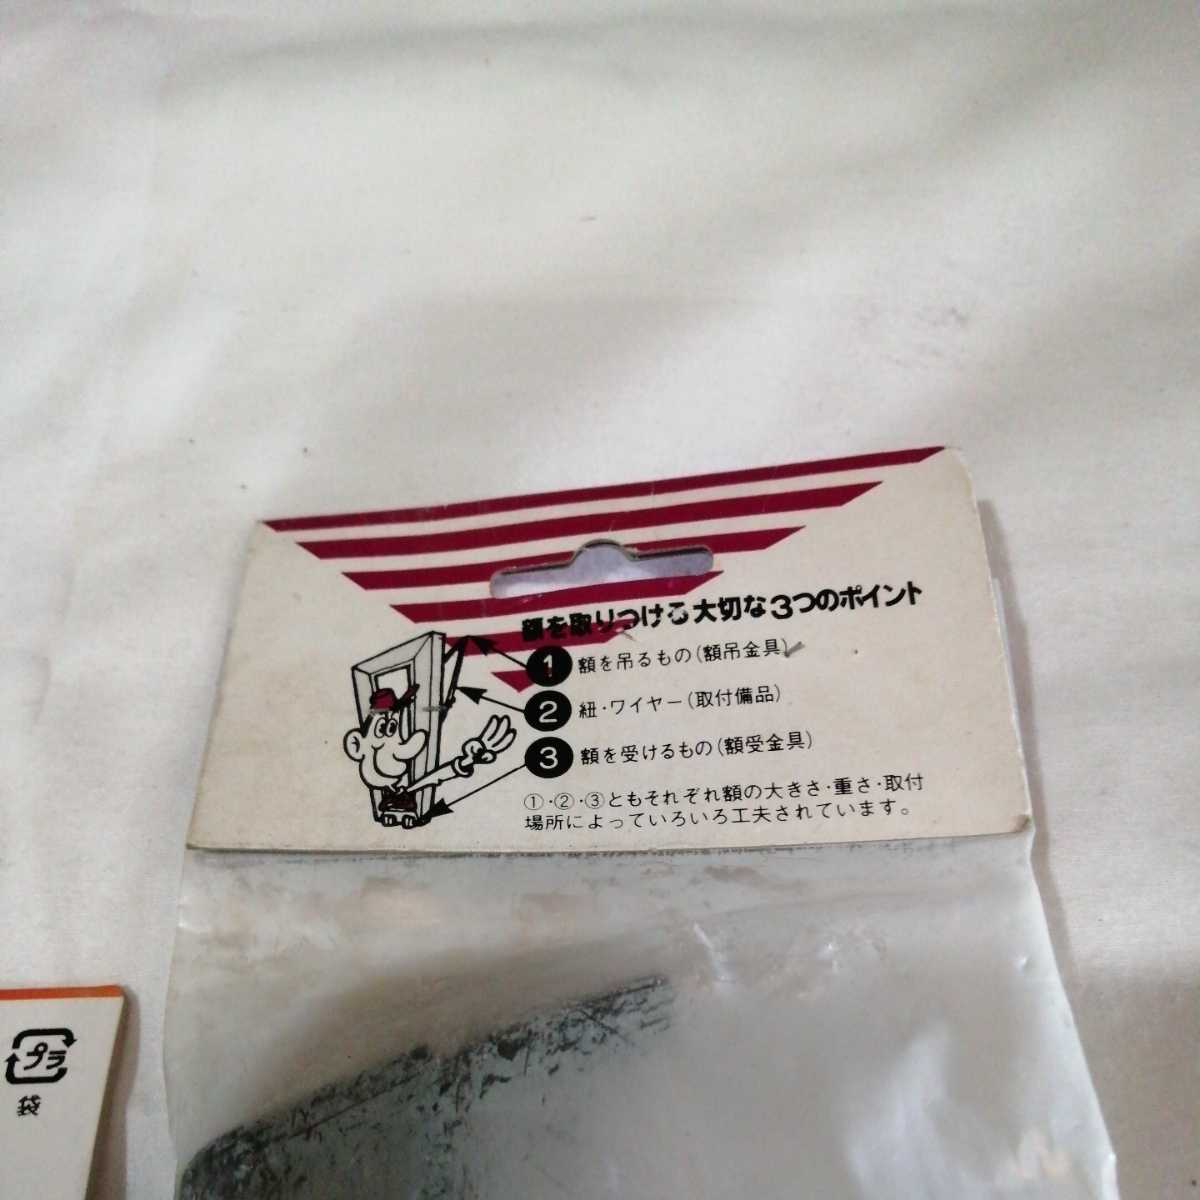 額を取りつける大切な3つのポイント
1 額を吊るもの(額吊金具)
2 紐・ワイヤー(取付備品)
3 額を受けるもの(額受金具)
①・②・③ともそれぞれ額の大きさ・重さ・取付
場所によっていろいろ工夫されています。
プラ
袋